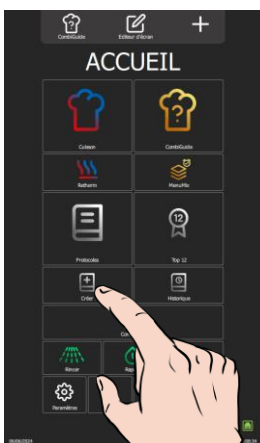 CombiGuide Editeur d'écran
ACCUEIL
Cuisson CombiGuide
Retherm MenuMix
12
Protocoles Top 12
Créer Historique
Rincer
Paramètres